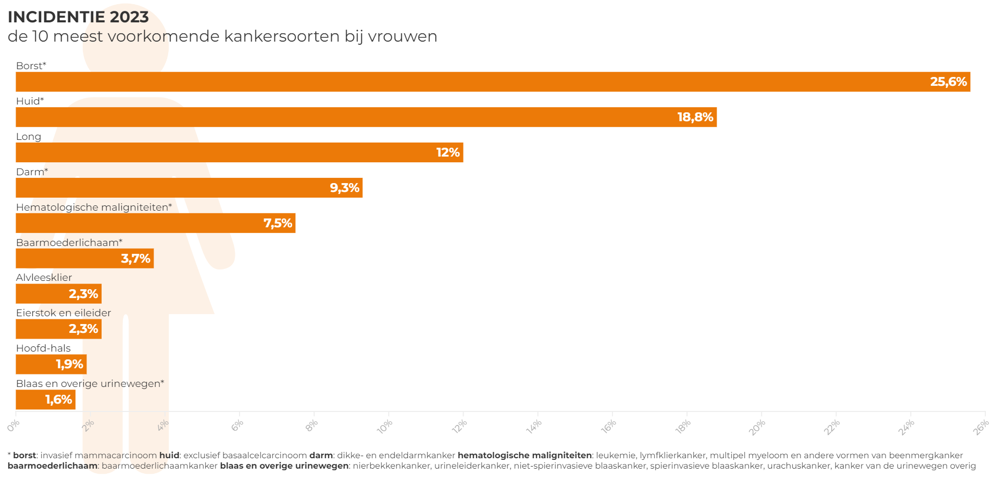 INCIDENTIE 2023
de 10 meest voorkomende kankersoorten bij vrouwen
Borst*
25,6%
Huid*
18,8%
Long
12%
Darm*
9,3%
Hematologische maligniteiten*
7,5%
Baarmoederlichaam*
3,7%
Alvleesklier
2,3%
Eierstok en eileider
2,3%
Hoofd-hals
1,9%
Blaas en overige urinewegen*
1,6%
0% 2% 4% 6% 8% 10% 12% 14% 16% 18% 20% 22% 24% 26%
* borst: invasief mammacarcinoom huid: exclusief basaalcelcarcinoom darm: dikke- en endeldarmkanker hematologische maligniteiten: leukemie, lymfklierkanker, multipel myeloom en andere vormen van beenmergkanker
baarmoederlichaam: baarmoederlichaamkanker blaas en overige urinewegen: nierbekkenkanker, urineleiderkanker, niet-spierinvasieve blaaskanker, spierinvasieve blaaskanker, urachuskanker, kanker van de urinewegen overig